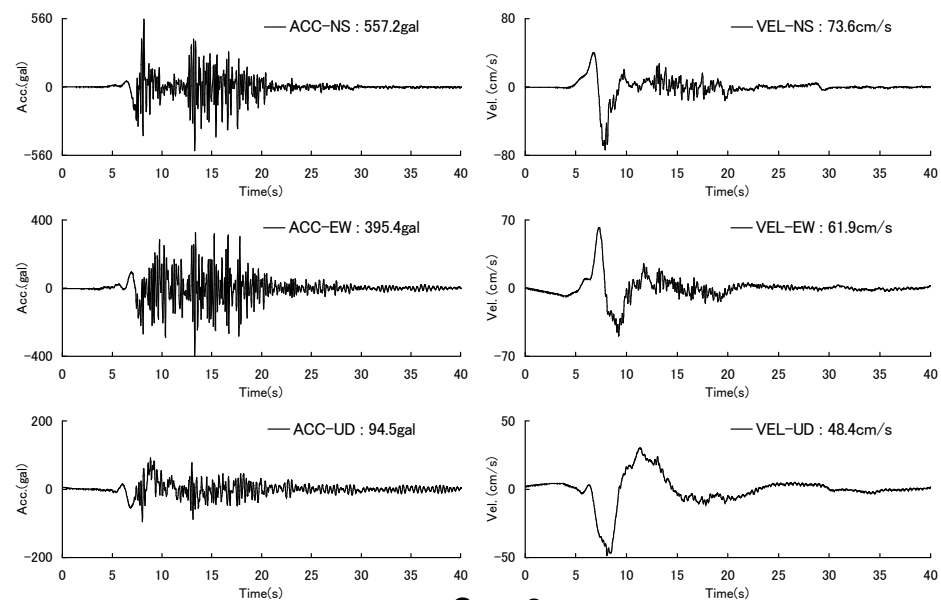 560
0
−560
Acc.(gal)
ACC-NS : 557.2gal
0 5 10 15 20 25 30 35 40
Time(s)
80
0
−80
Vel. (cm/s)
VEL-NS : 73.6cm/s
0 5 10 15 20 25 30 35 40
Time(s)
400
0
−400
Acc.(gal)
ACC-EW : 395.4gal
0 5 10 15 20 25 30 35 40
Time(s)
70
0
−70
Vel. (cm/s)
VEL-EW : 61.9cm/s
0 5 10 15 20 25 30 35 40
Time(s)
200
0
−200
Acc.(gal)
ACC-UD : 94.5gal
0 5 10 15 20 25 30 35 40
Time(s)
50
0
−50
Vel. (cm/s)
VEL-UD : 48.4cm/s
0 5 10 15 20 25 30 35 40
Time(s)